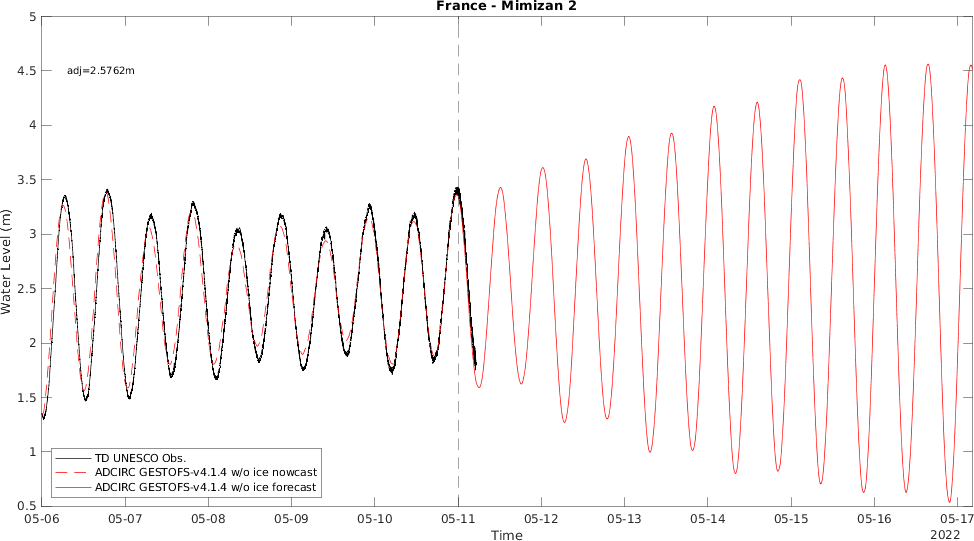 France - Mimizan 2
5
4.5
4
3.5
3
2.5
2
1.5
1
0.5
Water Level (m)
adj=2.5762m
TD UNESCO Obs.
ADCIRC GESTOFS-v4.1.4 w/o ice nowcast
ADCIRC GESTOFS-v4.1.4 w/o ice forecast
05-06 05-07 05-08 05-09 05-10 05-11 05-12 05-13 05-14 05-15 05-16 05-17
Time
2022